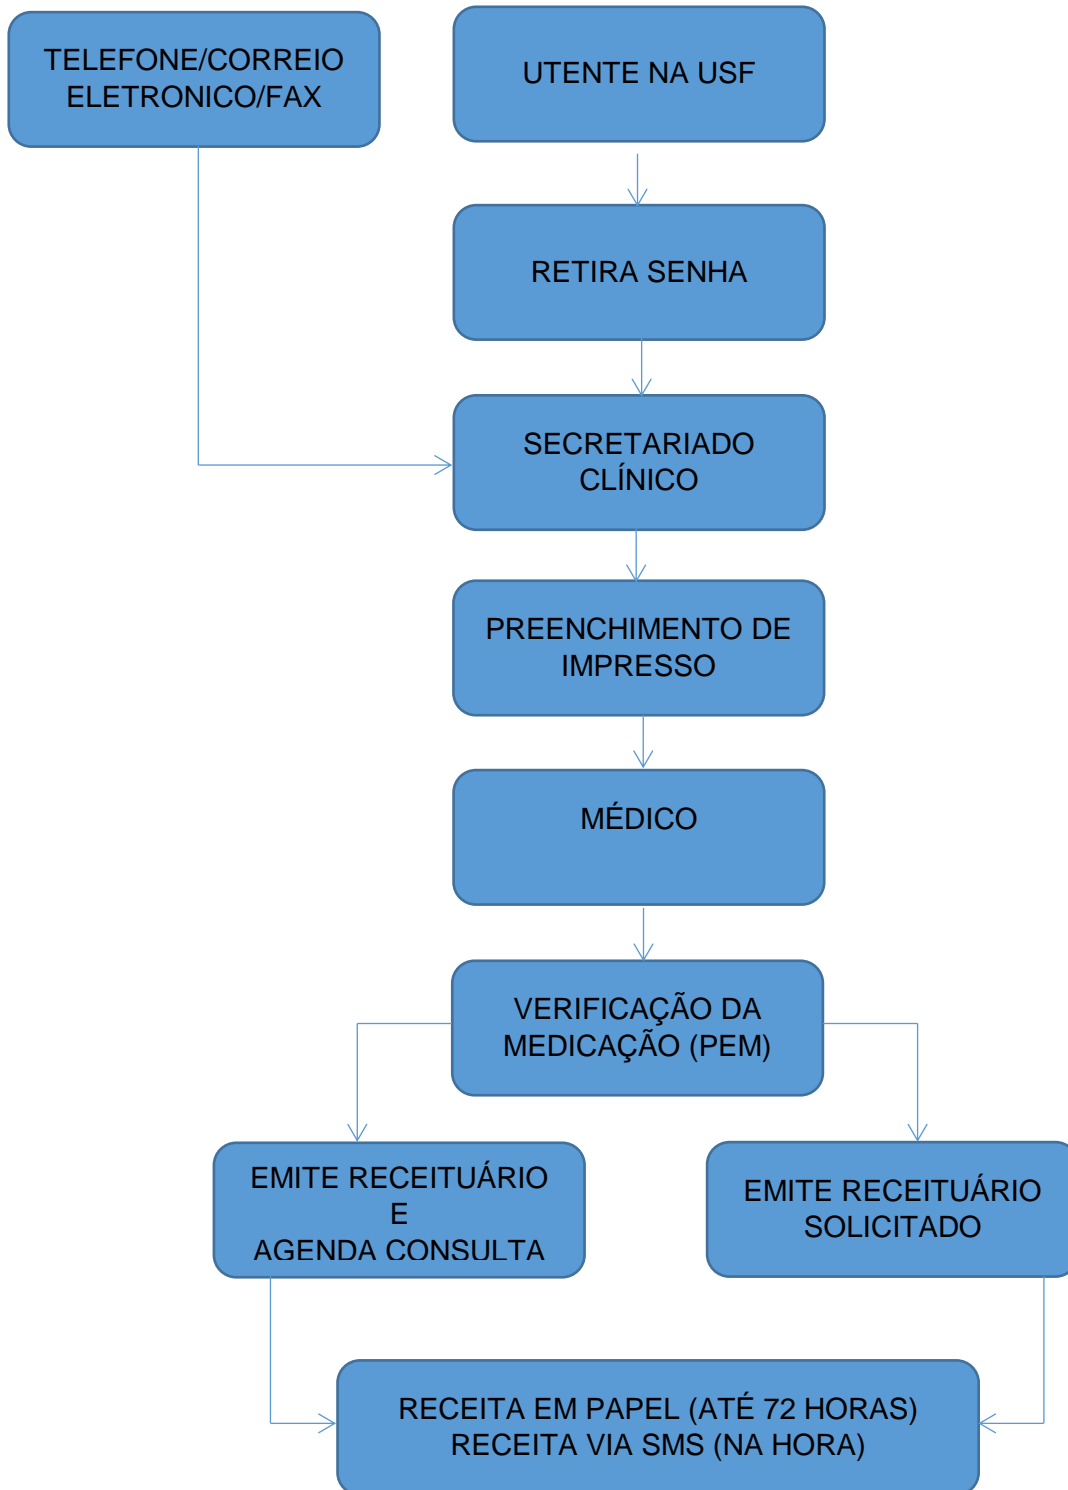 TELEFONE/CORREIO
ELETRONICO/FAX
UTENTE NA USF
RETIRA SENHA
SECRETARIADO
CLÍNICO
PREENCHIMENTO DE
IMPRESSO
MÉDICO
VERIFICAÇÃO DA
MEDICAÇÃO (PEM)
EMITE RECEITUÁRIO
E
AGENDA CONSULTA
EMITE RECEITUÁRIO
SOLICITADO
RECEITA EM PAPEL (ATÉ 72 HORAS)
RECEITA VIA SMS (NA HORA)